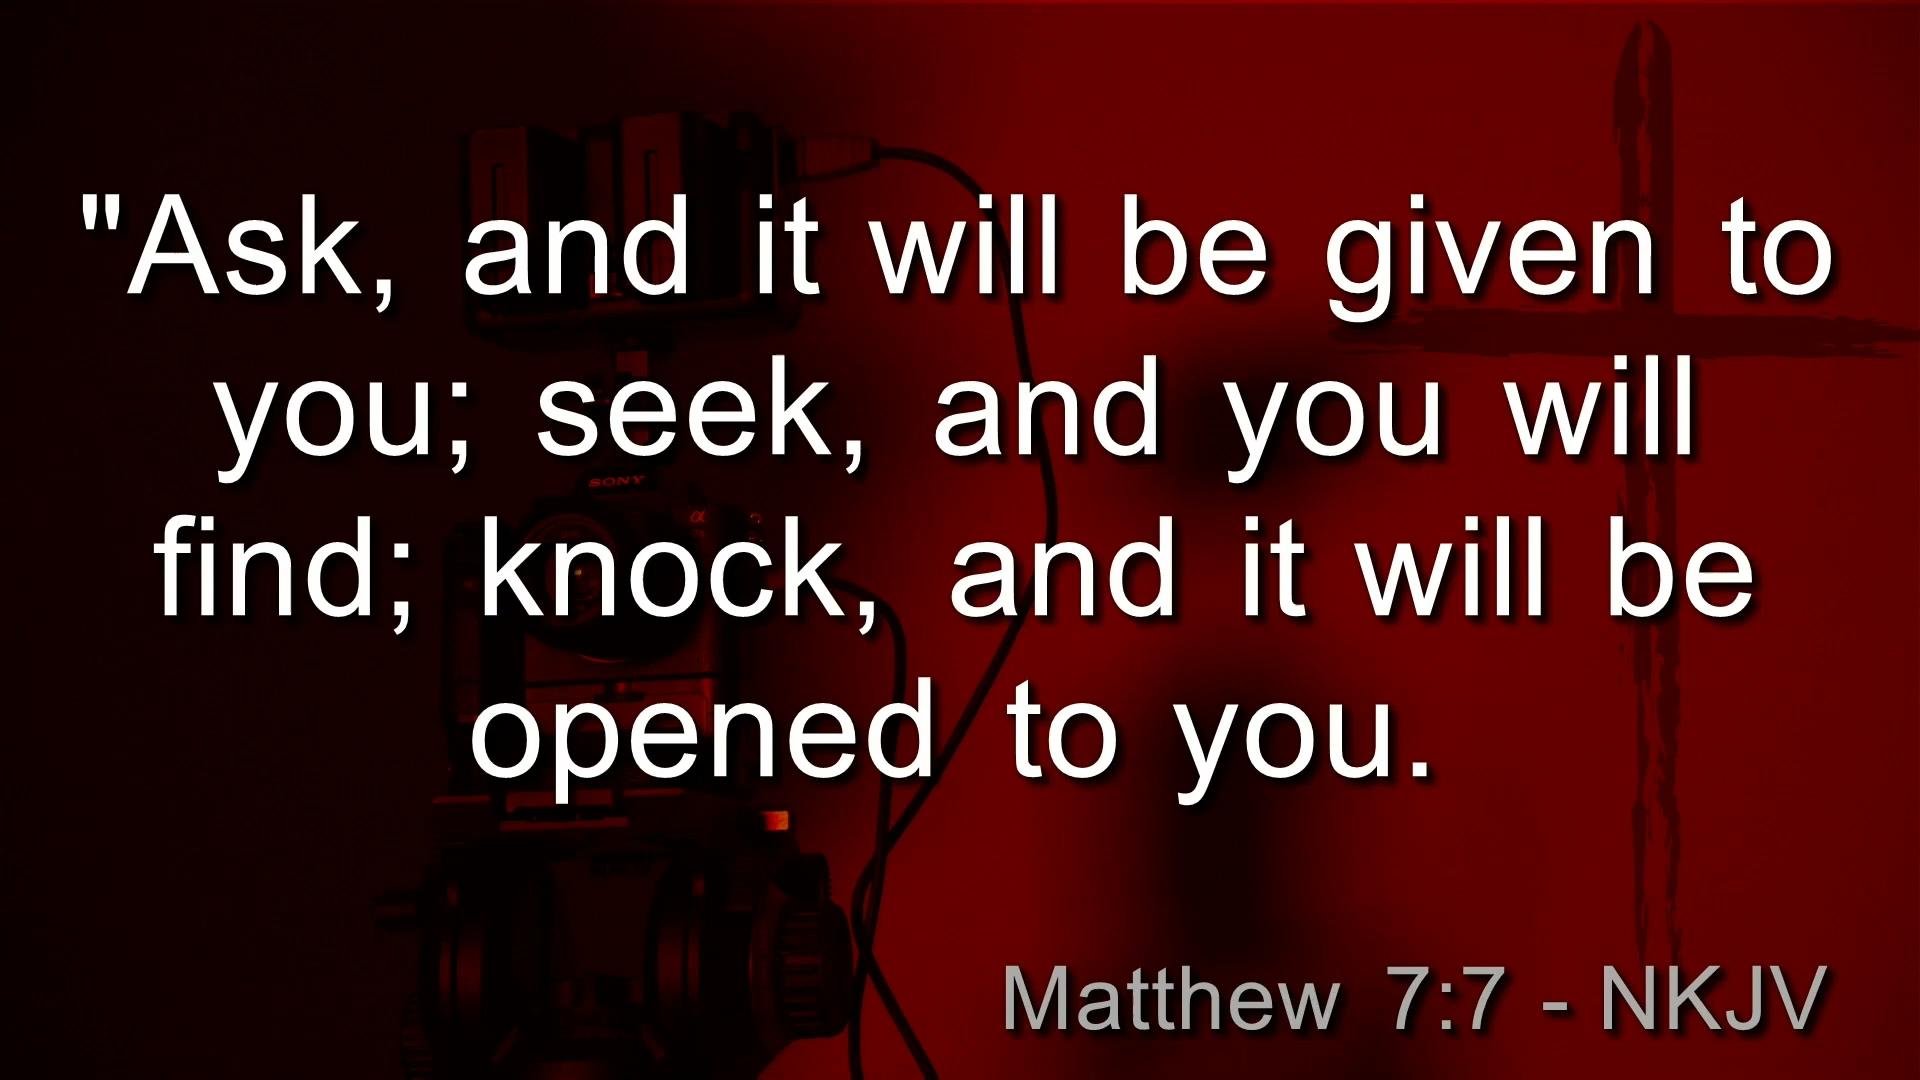 "Ask, and it will be given to
you; seek, and you will
find; knock, and it will be
opened to you.
SONY
α
Matthew 7:7 - NKJV